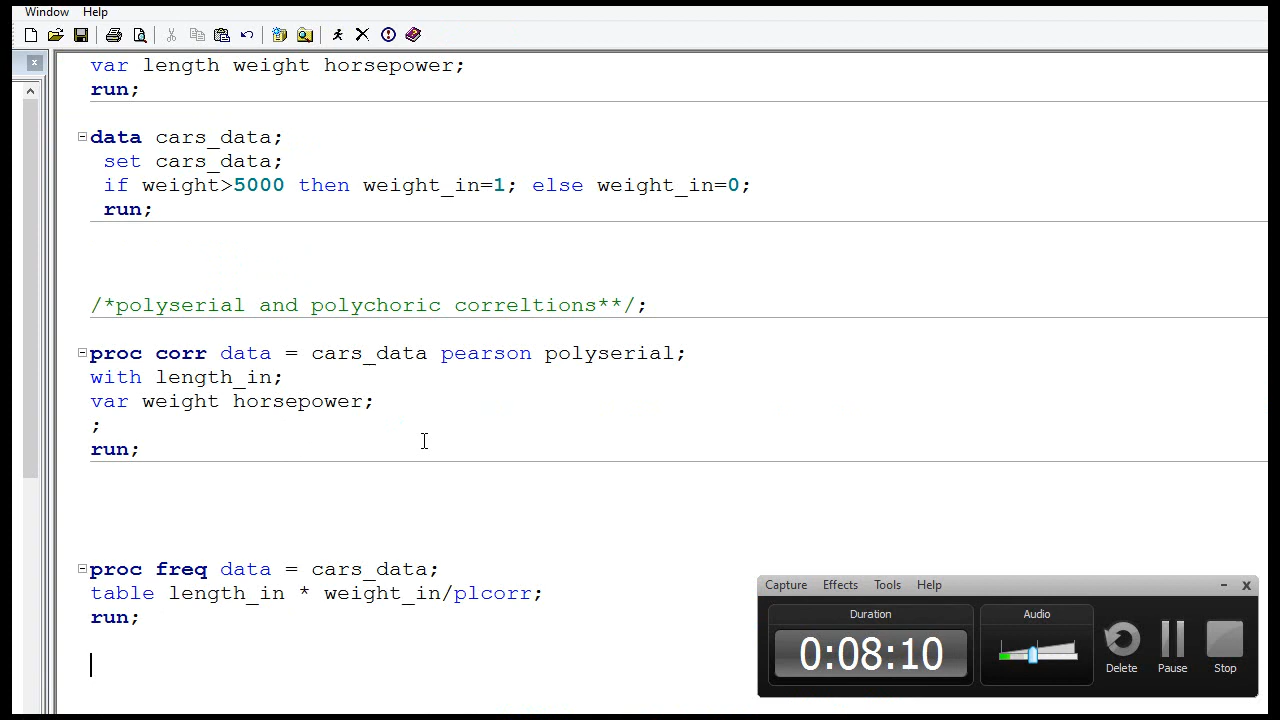 Window Help
var length weight horsepower;
run;
data cars_data;
set cars_data;
if weight>5000 then weight_in=1; else weight_in=0;
run;
/*polyserial and polychoric correltions**/;
proc corr data = cars_data pearson polyserial;
with length_in;
var weight horsepower;
;
run;
proc freq data = cars_data;
table length_in * weight_in/plcorr;
run;
Capture Effects Tools Help
Duration
0:08:10
Audio
Delete Pause Stop